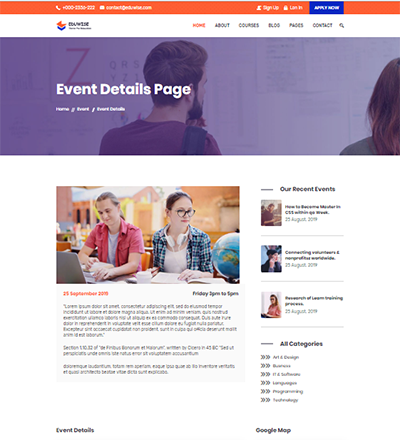 +000-2336-222 contact@eduwise.com Sign Up Log In APPLY NOW
EDUWISE
HOME ABOUT COURSES BLOG PAGES CONTACT
Event Details Page
Home // Event // Event Details
25 September 2019 Friday 3pm to 5pm
"Lorem ipsum dolor sit amet, consectetur adipiscing elit, sed do eiusmod tempor
incididunt ut labore et dolore magna aliqua. Ut enim ad minim veniam, quis nostrud
exercitation ullamco laboris nisi ut aliquip ex ea commodo consequat. Duis aute irure
dolor in reprehenderit in voluptate velit esse cillum dolore eu fugiat nulla pariatur.
Excepteur sint occaecat cupidatat non proident, sunt in culpa qui officia deserunt mollit
anim id est laborum."
Section 1.10.32 of "de Finibus Bonorum et Malorum", written by Cicero in 45 BC "Sed ut
perspiciatis unde omnis iste natus error sit voluptatem accusantium
doloremque laudantium, totam rem aperiam, eaque ipsa quae ab illo inventore veritatis
et quasi architecto beatae vitae dicta sunt explicabo.
Our Recent Events
How to Become Master In
CSS within qa Week.
23 August, 2019
Connecting volunteers &
nonprofitsa worldwide.
23 August, 2019
Research of Learn training
process.
23 August, 2019
All Categories
Art & Design
Business
IT & Software
Languages
Programming
Technology
Event Details
Google Map